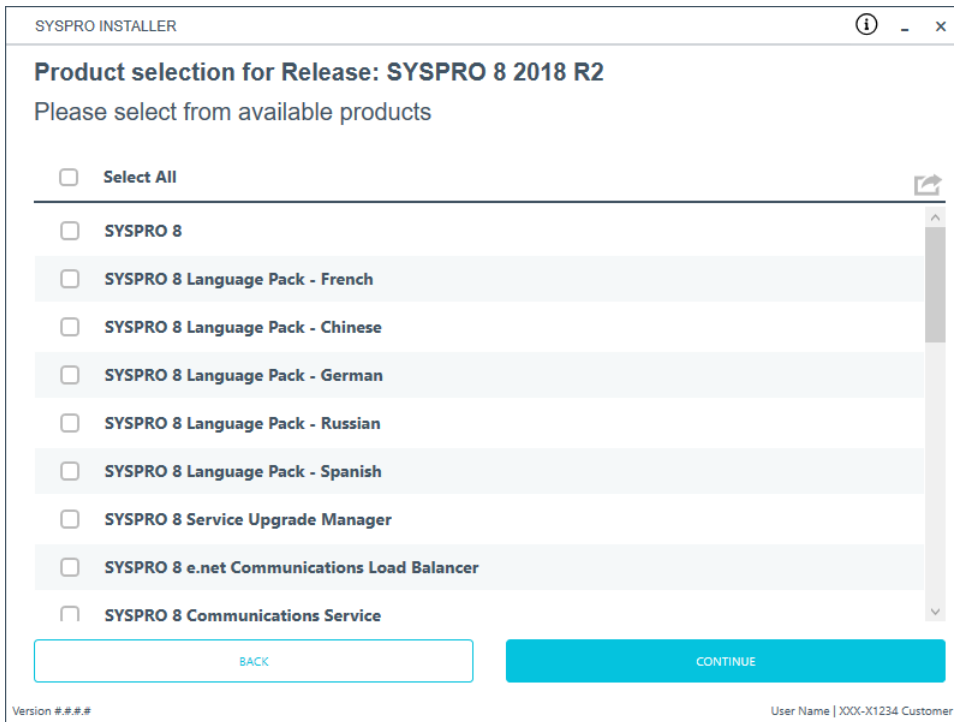 SYSPRO INSTALLER
Product selection for Release: SYSPRO 8 2018 R2
Please select from available products
Select All
SYSPRO 8
SYSPRO 8 Language Pack - French
SYSPRO 8 Language Pack - Chinese
SYSPRO 8 Language Pack - German
SYSPRO 8 Language Pack - Russian
SYSPRO 8 Language Pack - Spanish
SYSPRO 8 Service Upgrade Manager
SYSPRO 8 e.net Communications Load Balancer
SYSPRO 8 Communications Service
BACK CONTINUE
Version #.#.#.# User Name | XXX-X1234 Customer